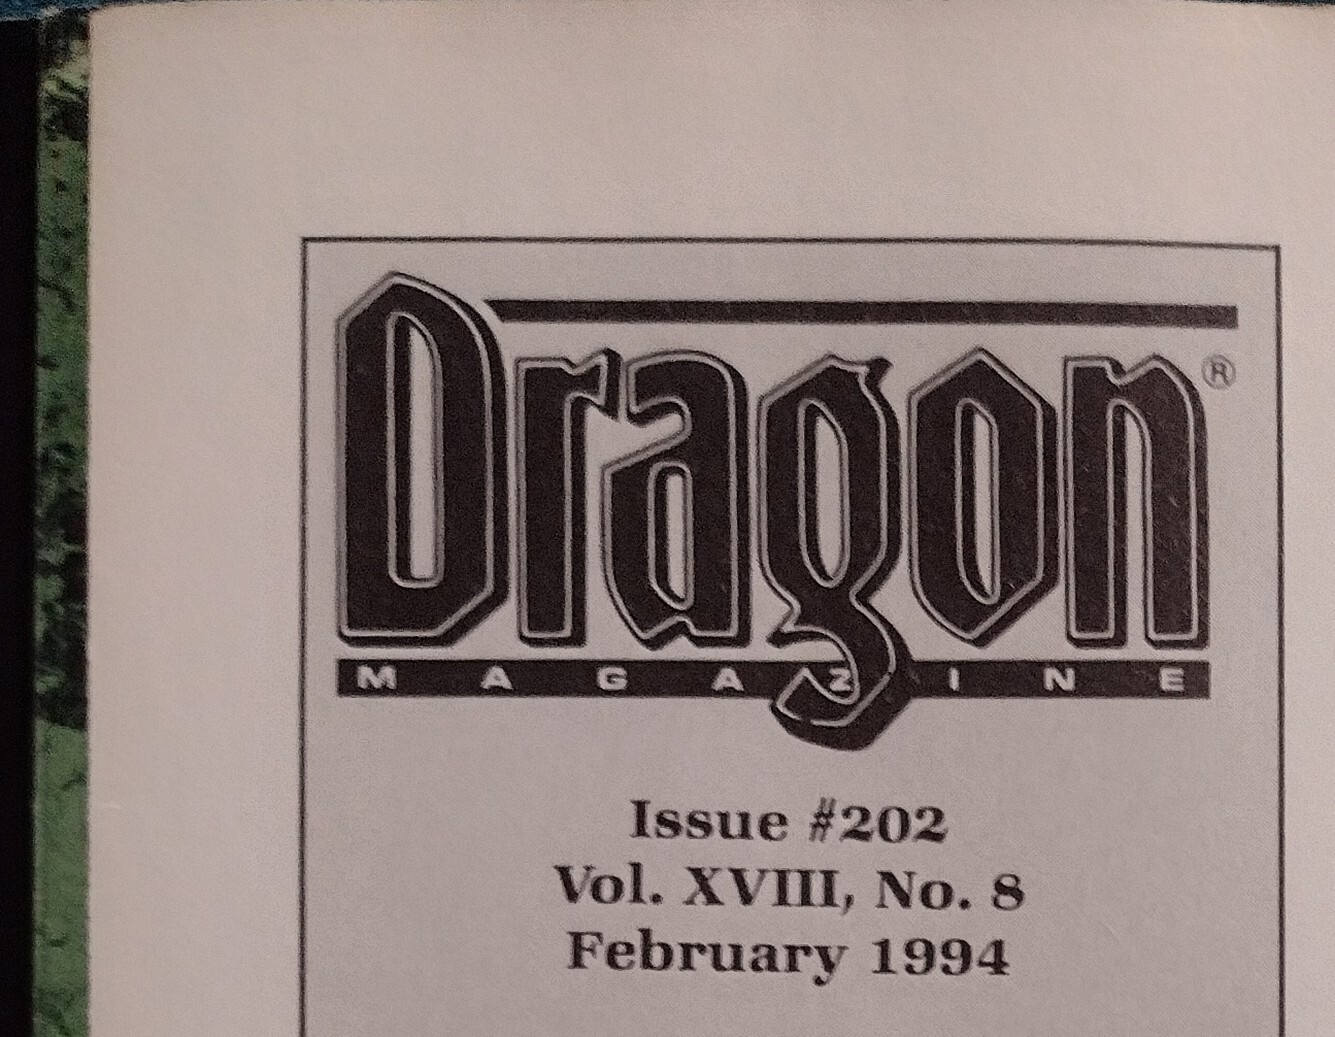 Dragon®
MAGAZINE
Issue #202
Vol. XVIII, No. 8
February 1994